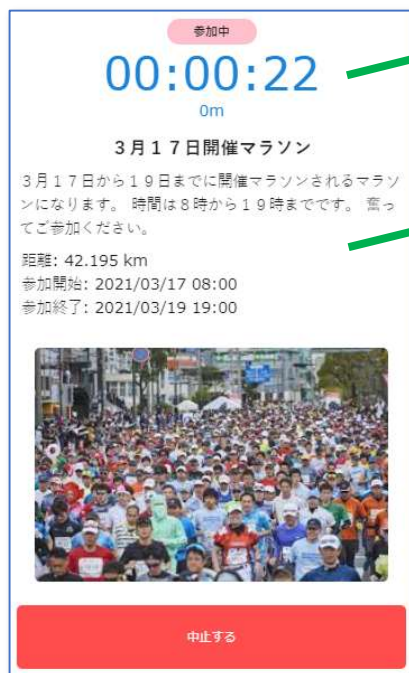 参加中
00:00:22
0m
３月１７日開催マラソン
３月１７日から１９日までに開催マラソンされるマラソ
ンになります。 時間は８時から１９時までです。 奮っ
てご参加ください。
距離: 42.195 km
参加開始: 2021/03/17 08:00
参加終了: 2021/03/19 19:00
中止する